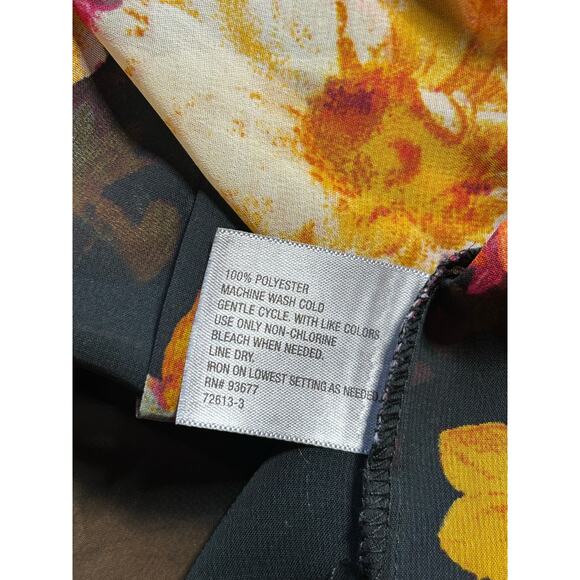 100% POLYESTER
MACHINE WASH COLD
GENTLE CYCLE. WITH LIKE COLORS
USE ONLY NON-CHLORINE
BLEACH WHEN NEEDED.
LINE DRY.
IRON ON LOWEST SETTING AS NEEDED.
RN# 93677
72613-3